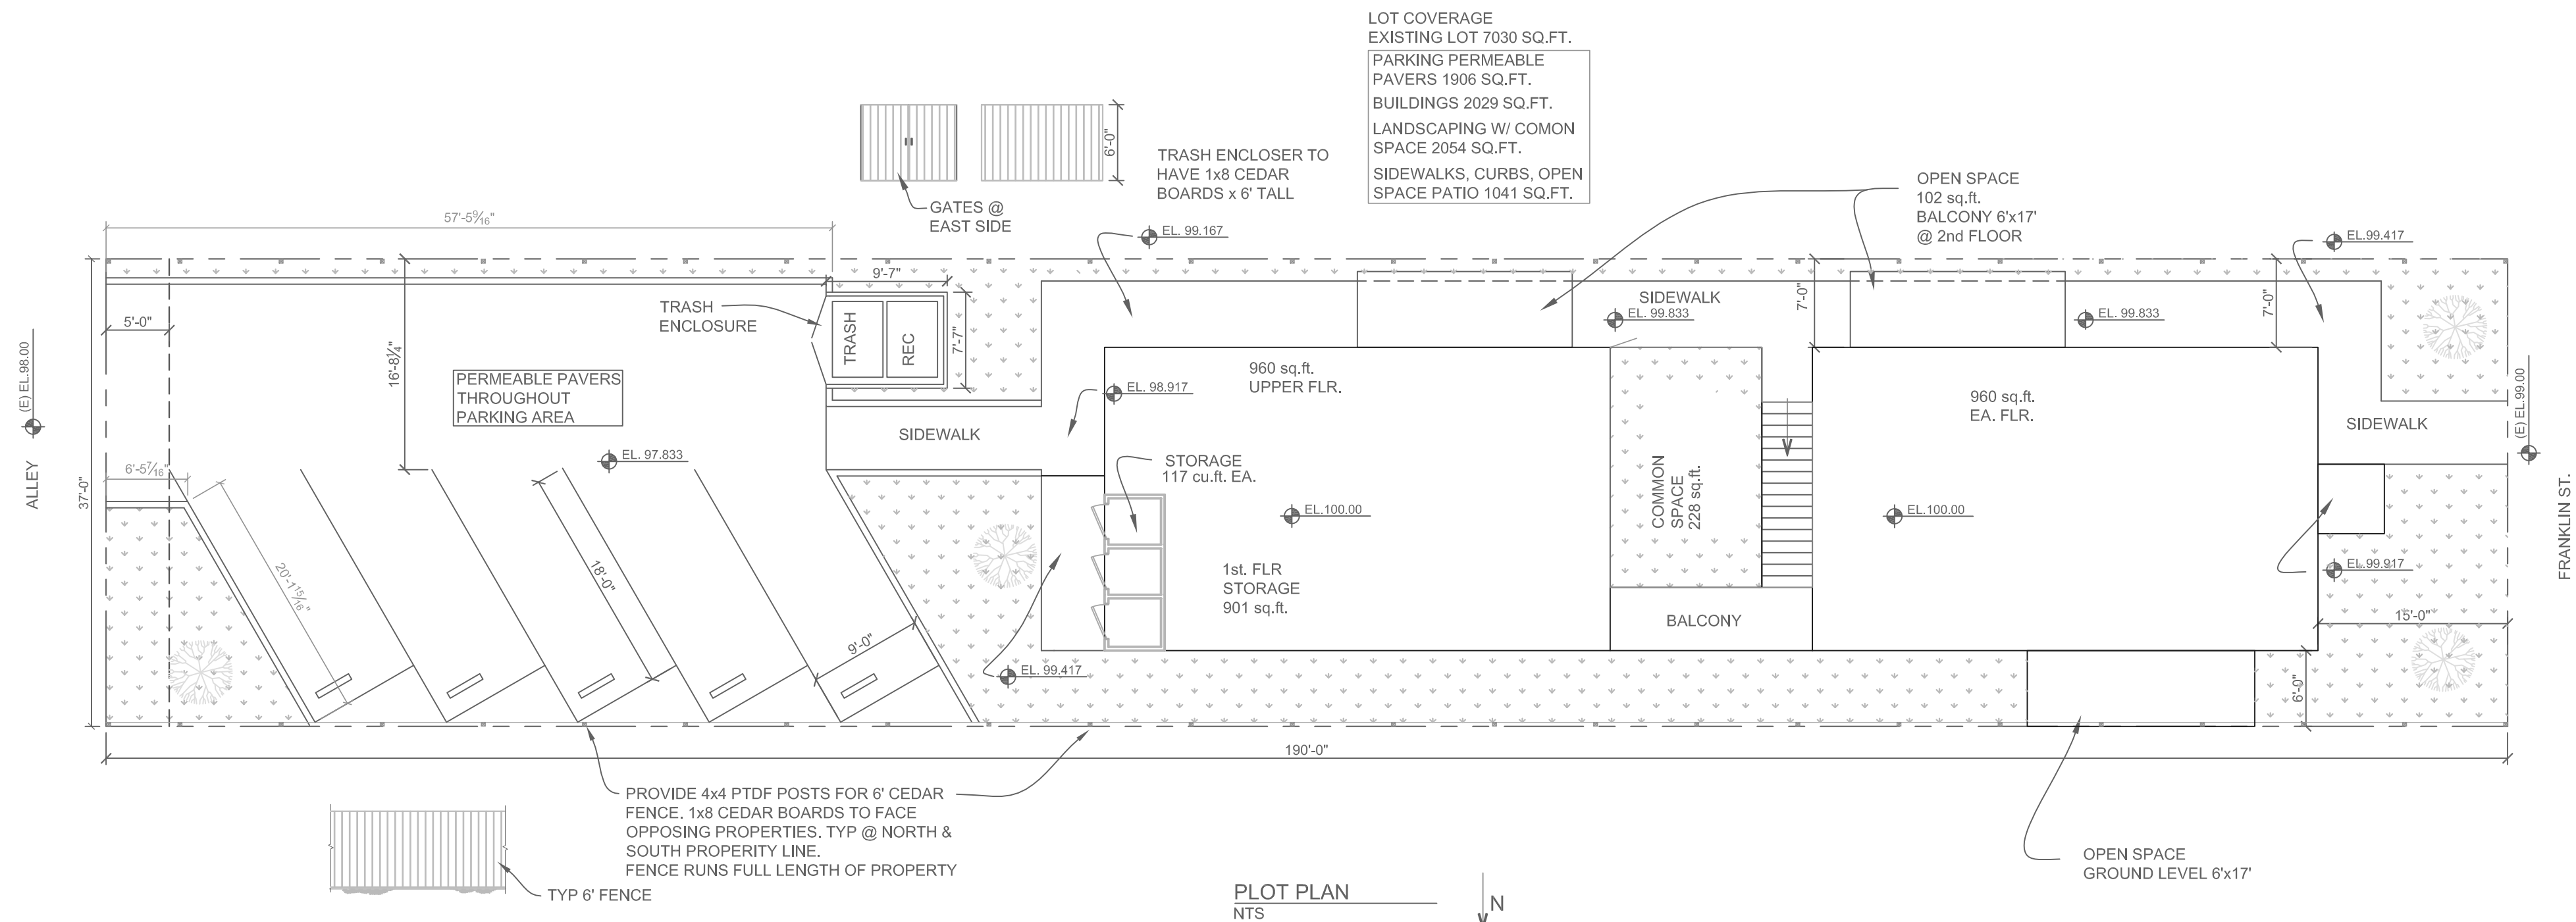 LOT COVERAGE
EXISTING LOT 7030 SQ.FT.
PARKING PERMEABLE
PAVERS 1906 SQ.FT.
BUILDINGS 2029 SQ.FT.
LANDSCAPING W/ COMON
SPACE 2054 SQ.FT.
SIDEWALKS, CURBS, OPEN
SPACE PATIO 1041 SQ.FT.
6'-0"
TRASH ENCLOSER TO
HAVE 1x8 CEDAR
BOARDS x 6' TALL
GATES @
EAST SIDE
OPEN SPACE
102 sq.ft.
BALCONY 6'x17'
@ 2nd FLOOR
57'-5 9/16"
EL. 99.167
EL.99.417
9'-7"
TRASH
ENCLOSURE
TRASH
REC
7'-7"
5'-0"
16'-8 1/4"
SIDEWALK
EL. 99.833
7'-0"
EL. 99.833
7'-0"
(E) EL.98.00
ALLEY
37'-0"
PERMEABLE PAVERS
THROUGHOUT
PARKING AREA
960 sq.ft.
UPPER FLR.
EL. 98.917
960 sq.ft.
EA. FLR.
SIDEWALK
SIDEWALK
(E) EL.99.00
FRANKLIN ST.
6'-5 7/16"
EL. 97.833
STORAGE
117 cu.ft. EA.
COMMON
SPACE
228 sq.ft.
EL.100.00
EL.100.00
20'-1 15/16"
18'-0"
1st. FLR
STORAGE
901 sq.ft.
EL.99.917
9'-0"
BALCONY
15'-0"
EL. 99.417
6'-0"
190'-0"
PROVIDE 4x4 PTDF POSTS FOR 6' CEDAR
FENCE. 1x8 CEDAR BOARDS TO FACE
OPPOSING PROPERTIES. TYP @ NORTH &
SOUTH PROPERITY LINE.
FENCE RUNS FULL LENGTH OF PROPERTY
TYP 6' FENCE
OPEN SPACE
GROUND LEVEL 6'x17'
PLOT PLAN
NTS
N